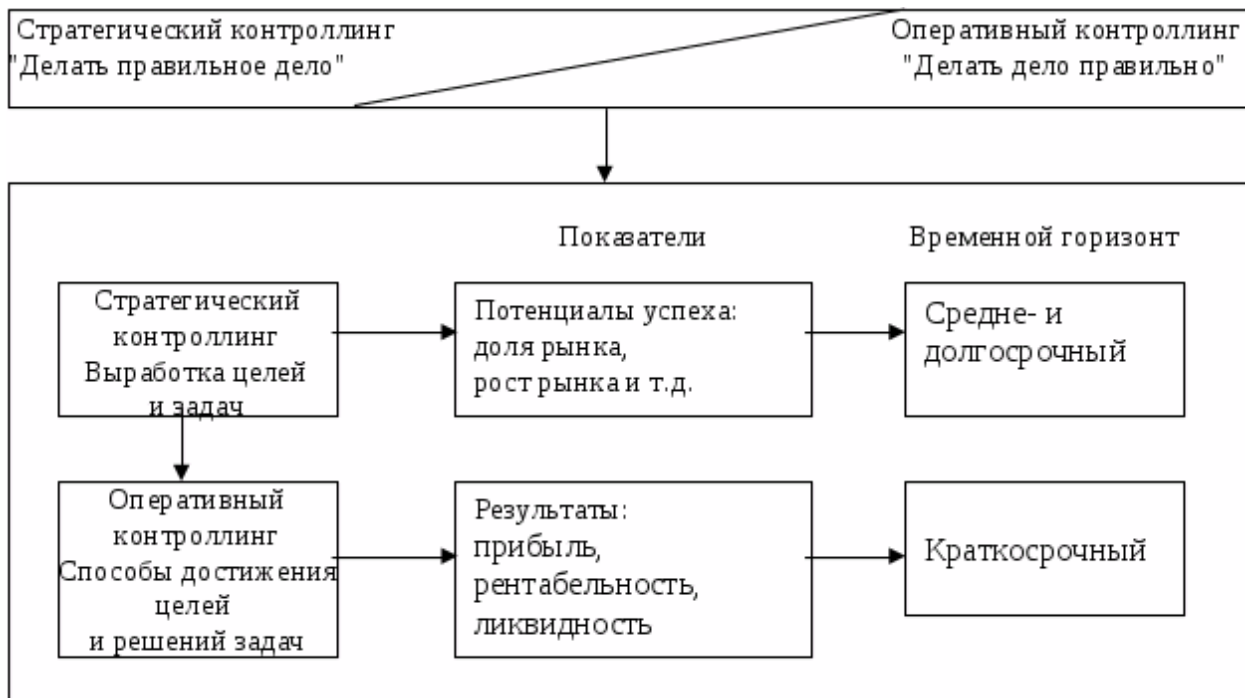 Стратегический контроллинг
"Делать правильное дело"
Оперативный контроллинг
"Делать дело правильно"
Показатели
Временной горизонт
Стратегический
контроллинг
Выработка целей
и задач
Потенциалы успеха:
доля рынка,
рост рынка и т.д.
Средне- и
долгосрочный
Оперативный
контроллинг
Способы достижения
целей
и решений задач
Результаты:
прибыль,
рентабельность,
ликвидность
Краткосрочный